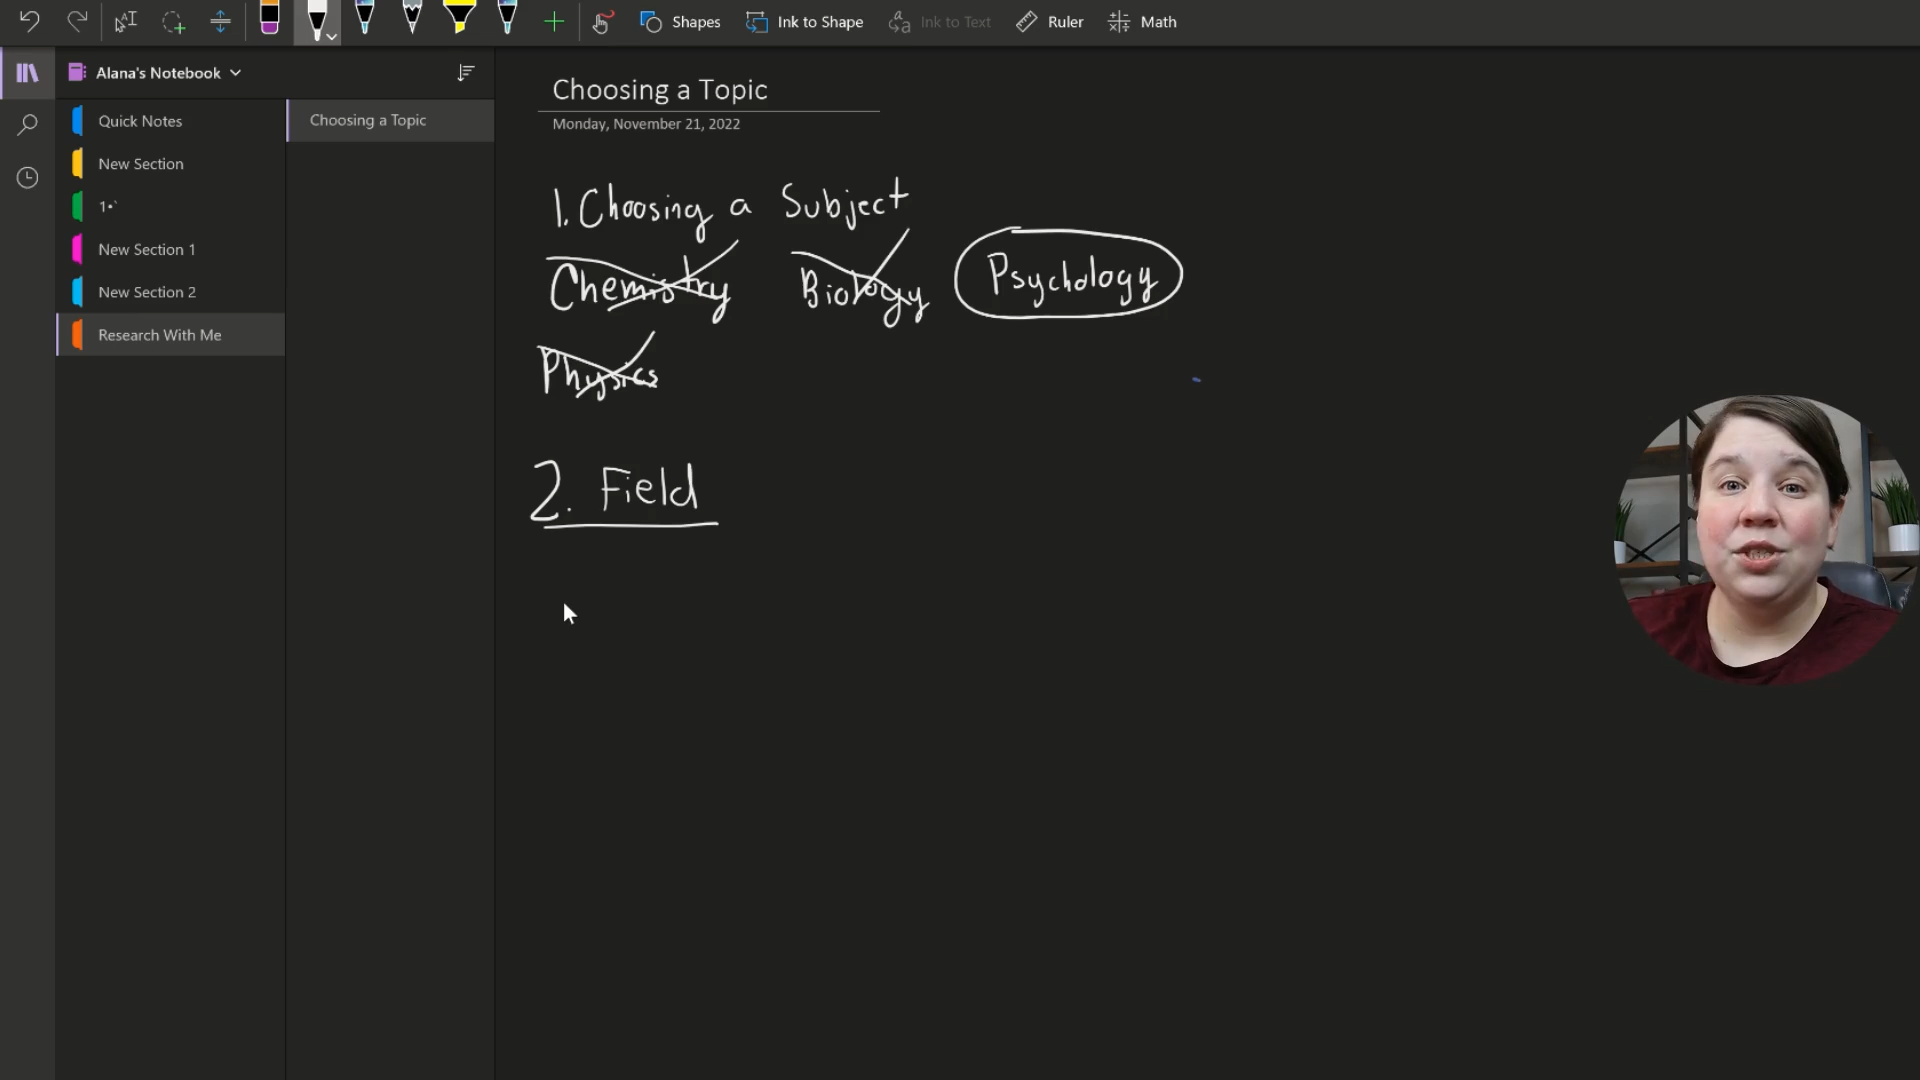 Shapes Ink to Shape Ink to Text Ruler Math
Alana's Notebook
Quick Notes
New Section
1•`
New Section 1
New Section 2
Research With Me
Choosing a Topic
Choosing a Topic
Monday, November 21, 2022
1. Choosing a Subject
Chemistry Biology Psychology
Physics
2. Field